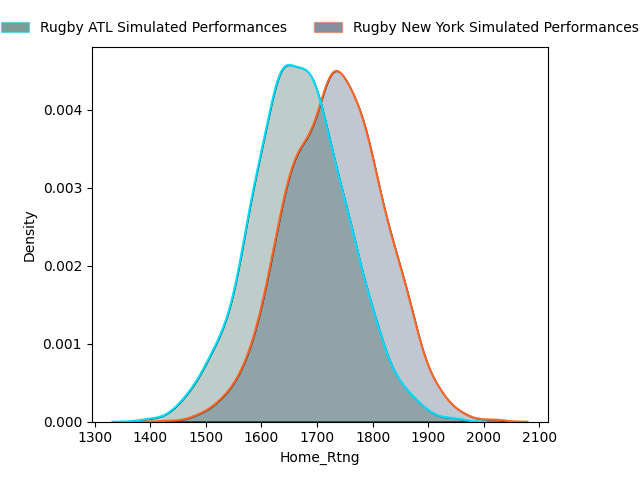 Rugby ATL Simulated Performances Rugby New York Simulated Performances
0.004
0.003
0.002
0.001
0.000
Density
1300 1400 1500 1600 1700 1800 1900 2000 2100
Home_Rtng